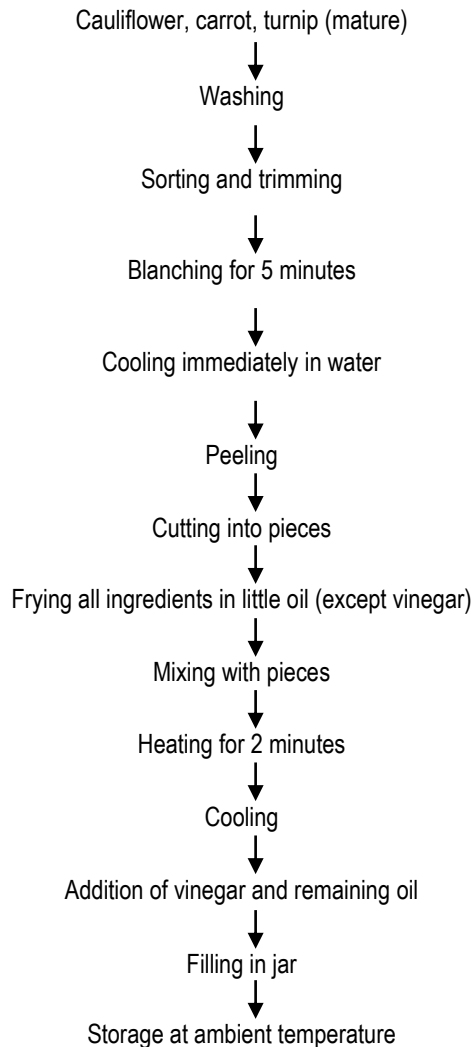 Cauliflower, carrot, turnip (mature)
Washing
Sorting and trimming
Blanching for 5 minutes
Cooling immediately in water
Peeling
Cutting into pieces
Frying all ingredients in little oil (except vinegar)
Mixing with pieces
Heating for 2 minutes
Cooling
Addition of vinegar and remaining oil
Filling in jar
Storage at ambient temperature